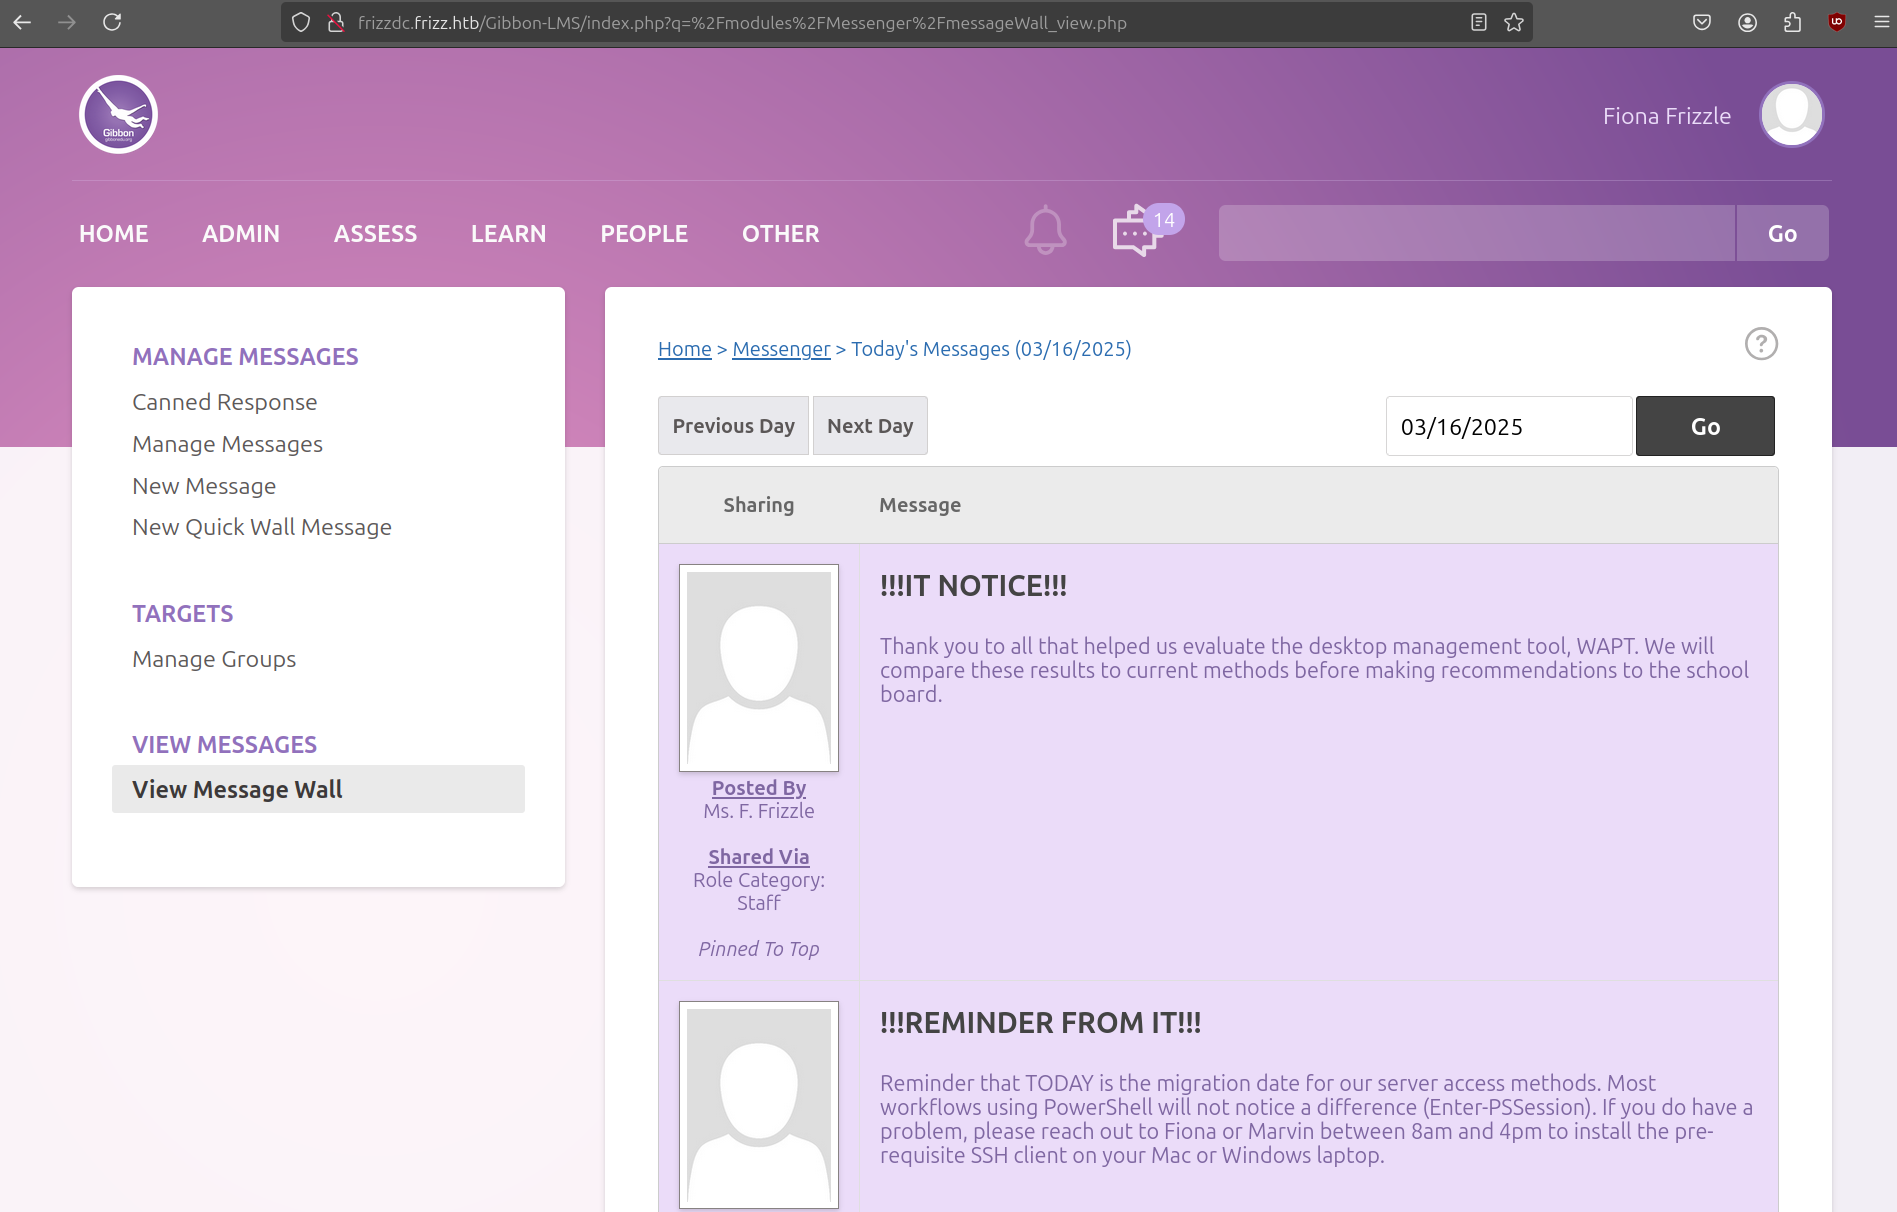 frizzdc.frizz.htb/Gibbon-LMS/index.php?q=%2Fmodules%2FMessenger%2FmessageWall_view.php
Gibbon
Fiona Frizzle
HOME ADMIN ASSESS LEARN PEOPLE OTHER
14
Go
MANAGE MESSAGES
Canned Response
Manage Messages
New Message
New Quick Wall Message
TARGETS
Manage Groups
VIEW MESSAGES
View Message Wall
Home > Messenger > Today's Messages (03/16/2025)
?
Previous Day Next Day
03/16/2025 Go
Sharing Message
!!!IT NOTICE!!!
Thank you to all that helped us evaluate the desktop management tool, WAPT. We will
compare these results to current methods before making recommendations to the school
board.
Posted By
Ms. F. Frizzle
Shared Via
Role Category:
Staff
Pinned To Top
!!!REMINDER FROM IT!!!
Reminder that TODAY is the migration date for our server access methods. Most
workflows using PowerShell will not notice a difference (Enter-PSSession). If you do have a
problem, please reach out to Fiona or Marvin between 8am and 4pm to install the pre-
requisite SSH client on your Mac or Windows laptop.